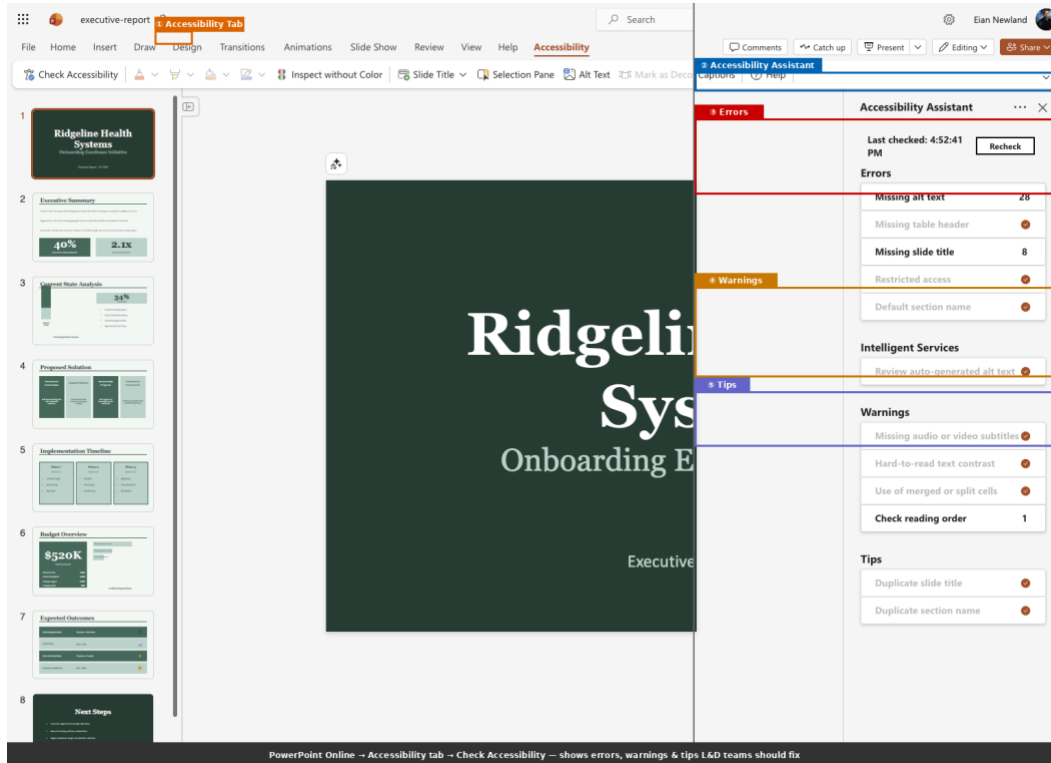 executive-report
① Accessibility Tab
Search
Eian Newland
File Home Insert Draw Design Transitions Animations Slide Show Review View Help Accessibility
Comments Catch up Present Editing Share
Check Accessibility Inspect without Color Slide Title Selection Pane Alt Text Mark as Deco Captions Help
② Accessibility Assistant
③ Errors
④ Warnings
⑤ Tips
1
Ridgeline Health
Systems
Onboarding Excellence Initiative
2
Executive Summary
40% 2.1x
3
Current State Analysis
34%
4
Proposed Solution
5
Implementation Timeline
6
Budget Overview
$520K
7
Expected Outcomes
8
Next Steps
Ridgeli
Sys
Onboarding E
Executive
Accessibility Assistant
Last checked: 4:52:41
PM
Recheck
Errors
Missing alt text 28
Missing table header
Missing slide title 8
Restricted access
Default section name
Intelligent Services
Review auto-generated alt text
Warnings
Missing audio or video subtitles
Hard-to-read text contrast
Use of merged or split cells
Check reading order 1
Tips
Duplicate slide title
Duplicate section name
PowerPoint Online → Accessibility tab → Check Accessibility — shows errors, warnings & tips L&D teams should fix